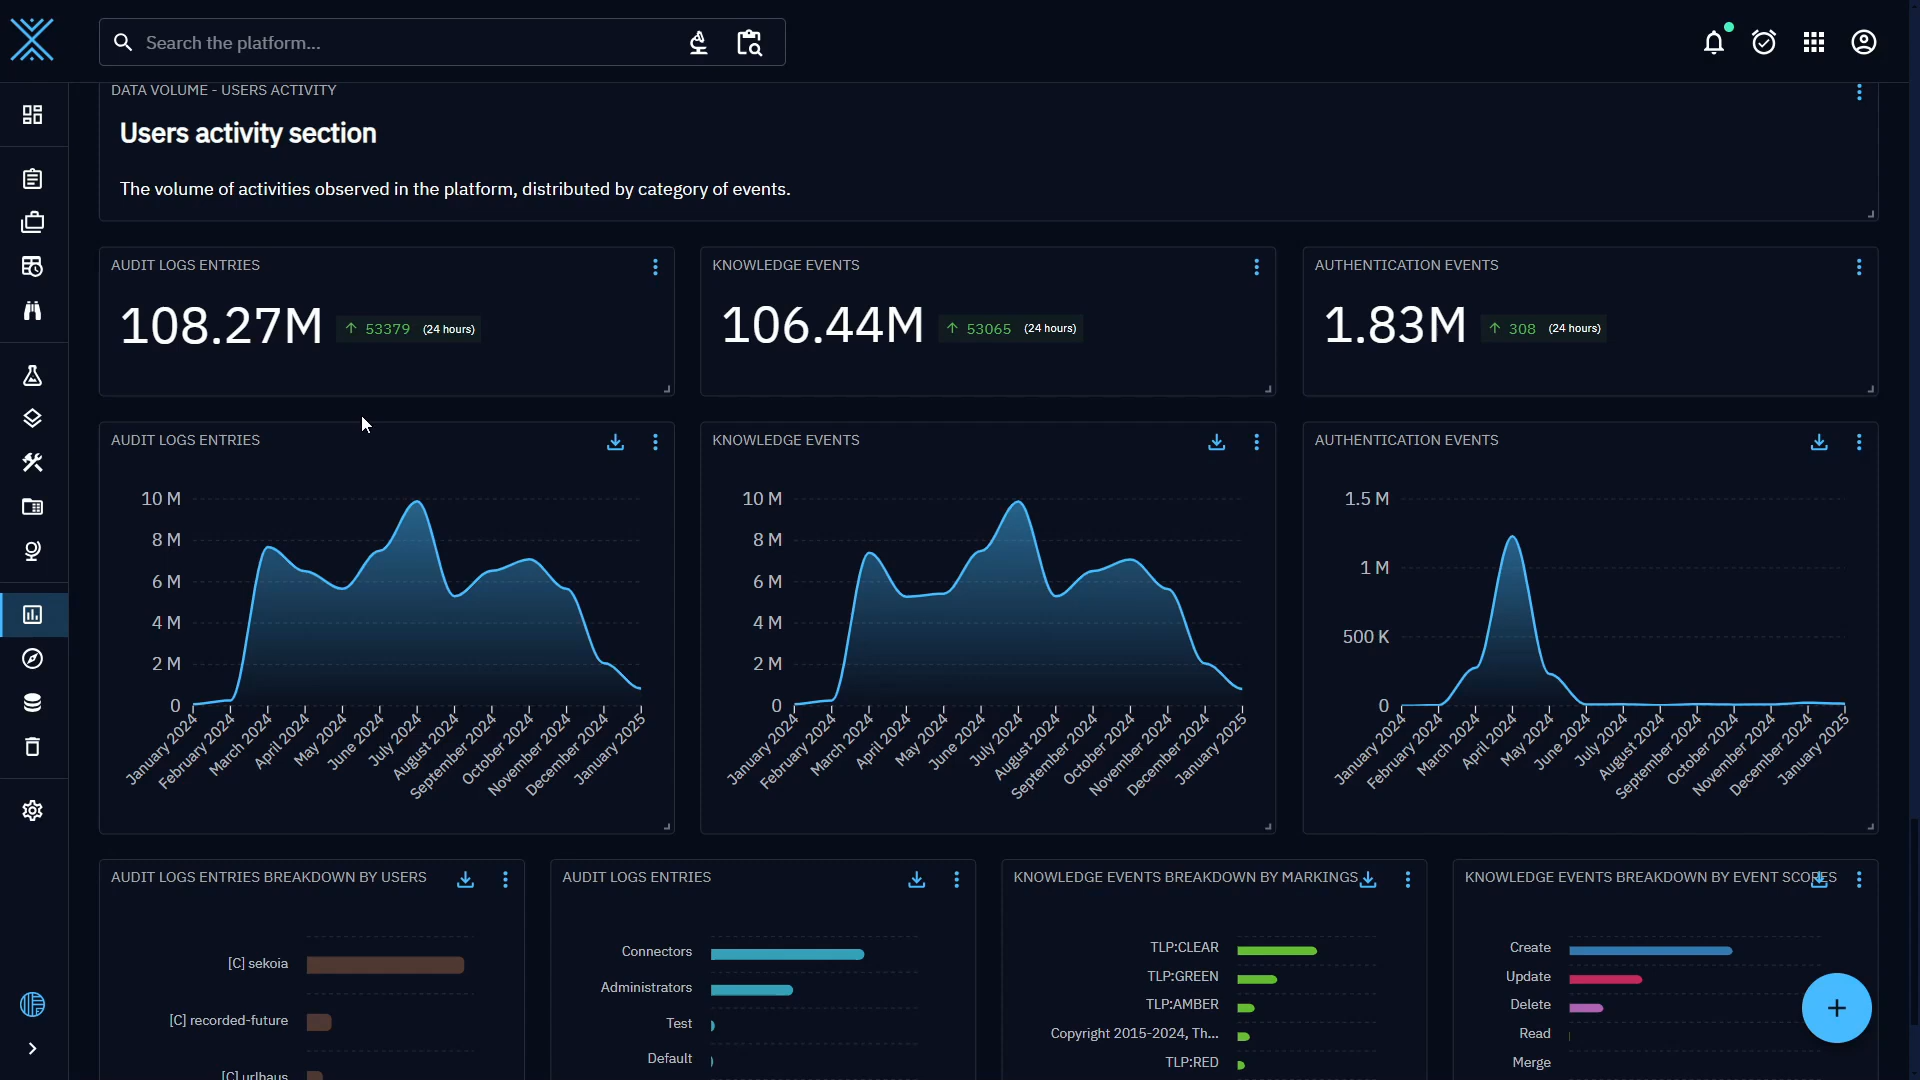 Search the platform...
DATA VOLUME - USERS ACTIVITY
Users activity section
The volume of activities observed in the platform, distributed by category of events.
AUDIT LOGS ENTRIES
108.27M 53379 (24 hours)
KNOWLEDGE EVENTS
106.44M 53065 (24 hours)
AUTHENTICATION EVENTS
1.83M 308 (24 hours)
AUDIT LOGS ENTRIES
10 M
8 M
6 M
4 M
2 M
0
January 2024
February 2024
March 2024
April 2024
May 2024
June 2024
July 2024
August 2024
September 2024
October 2024
November 2024
December 2024
January 2025
KNOWLEDGE EVENTS
10 M
8 M
6 M
4 M
2 M
0
January 2024
February 2024
March 2024
April 2024
May 2024
June 2024
July 2024
August 2024
September 2024
October 2024
November 2024
December 2024
January 2025
AUTHENTICATION EVENTS
1.5 M
1 M
500 K
0
January 2024
February 2024
March 2024
April 2024
May 2024
June 2024
July 2024
August 2024
September 2024
October 2024
November 2024
December 2024
January 2025
AUDIT LOGS ENTRIES BREAKDOWN BY USERS
[C] sekoia
[C] recorded-future
[C] urlhaus
AUDIT LOGS ENTRIES
Connectors
Administrators
Test
Default
KNOWLEDGE EVENTS BREAKDOWN BY MARKINGS
TLP:CLEAR
TLP:GREEN
TLP:AMBER
Copyright 2015-2024, Th...
TLP:RED
KNOWLEDGE EVENTS BREAKDOWN BY EVENT SCOPES
Create
Update
Delete
Read
Merge